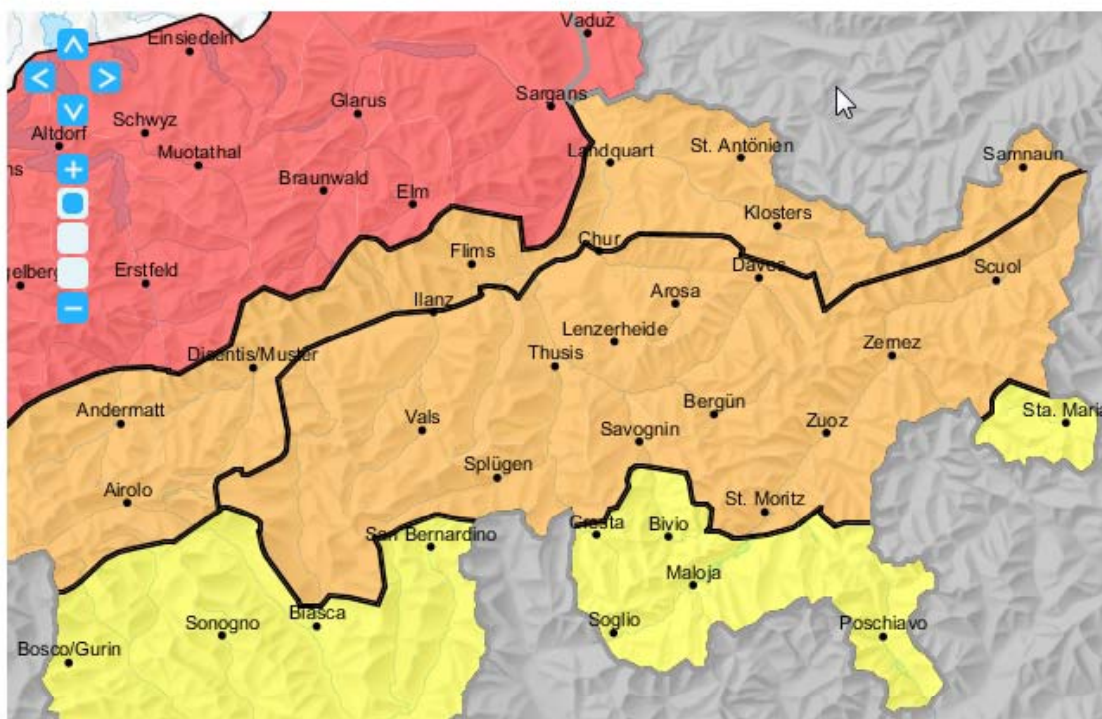 Vaduz
Einsiedeln
Sargans
Glarus
Schwyz
Altdorf
Muotathal
Landquart
St. Antönien
Samnaun
ns
Braunwald
Elm
Klosters
Chur
Flims
Davos
Scuol
gelberg
Erstfeld
Arosa
Ilanz
Lenzerheide
Disentis/Muster
Thusis
Zernez
Andermatt
Vals
Bergün
Zuoz
Sta. Maria
Savognin
Splügen
Airolo
St. Moritz
San Bernardino
Cresta
Bivio
Maloja
Biasca
Sonogno
Soglio
Poschiavo
Bosco/Gurin